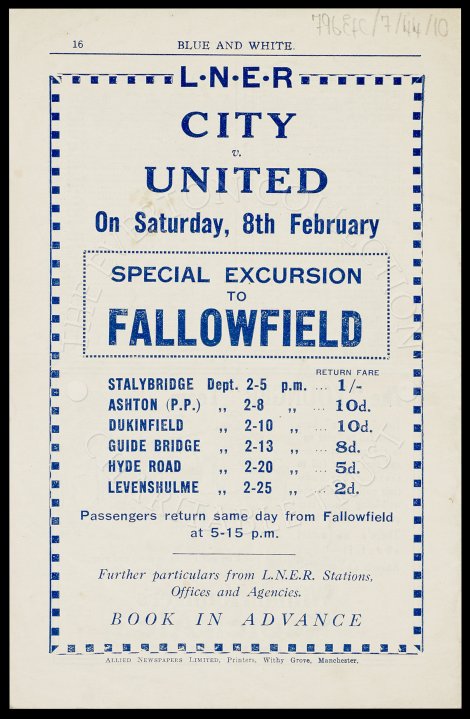 796EFC/7/44/10
16 BLUE AND WHITE.
L·N·E·R
CITY
v.
UNITED
On Saturday, 8th February
SPECIAL EXCURSION
TO
FALLOWFIELD
RETURN FARE
STALYBRIDGE Dept. 2-5 p.m. ... 1/-
ASHTON (P.P.) ,, 2-8 ,, ... 10d.
DUKINFIELD ,, 2-10 ,, ... 10d.
GUIDE BRIDGE ,, 2-13 ,, ... 8d.
HYDE ROAD ,, 2-20 ,, ... 5d.
LEVENSHULME ,, 2-25 ,, ... 2d.
Passengers return same day from Fallowfield
at 5-15 p.m.
Further particulars from L.N.E.R. Stations,
Offices and Agencies.
BOOK IN ADVANCE
ALLIED NEWSPAPERS LIMITED, Printers, Withy Grove, Manchester.